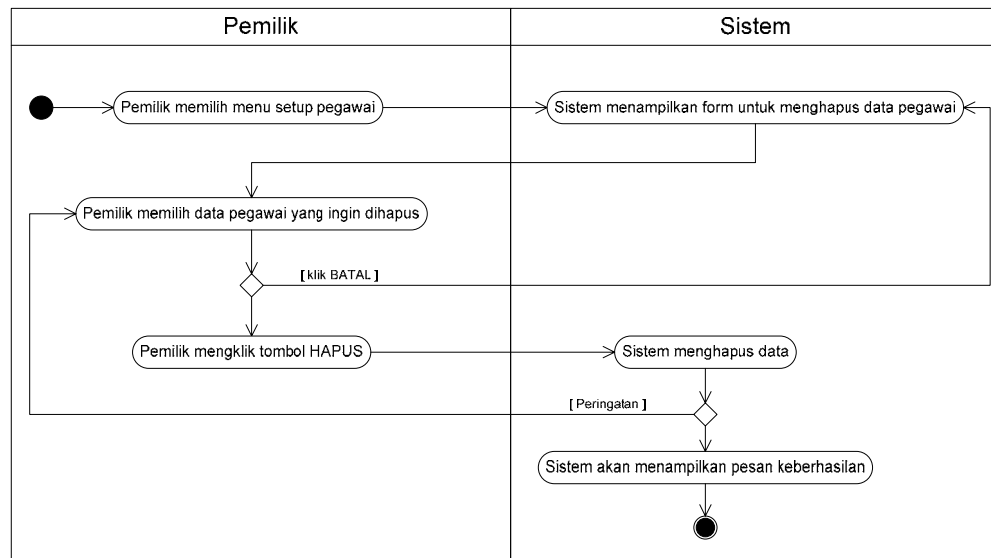 Pemilik
Sistem
Pemilik memilih menu setup pegawai
Sistem menampilkan form untuk menghapus data pegawai
Pemilik memilih data pegawai yang ingin dihapus
[ klik BATAL ]
Pemilik mengklik tombol HAPUS
Sistem menghapus data
[ Peringatan ]
Sistem akan menampilkan pesan keberhasilan